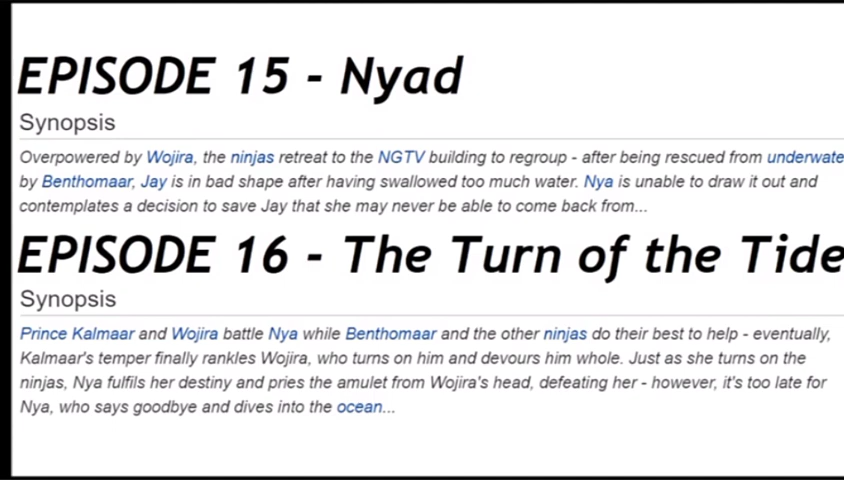 EPISODE 15 - Nyad
Synopsis
Overpowered by Wojira, the ninjas retreat to the NGTV building to regroup - after being rescued from underwate
by Benthomaar, Jay is in bad shape after having swallowed too much water. Nya is unable to draw it out and
contemplates a decision to save Jay that she may never be able to come back from...
EPISODE 16 - The Turn of the Tide
Synopsis
Prince Kalmaar and Wojira battle Nya while Benthomaar and the other ninjas do their best to help - eventually,
Kalmaar's temper finally rankles Wojira, who turns on him and devours him whole. Just as she turns on the
ninjas, Nya fulfils her destiny and pries the amulet from Wojira's head, defeating her - however, it's too late for
Nya, who says goodbye and dives into the ocean...